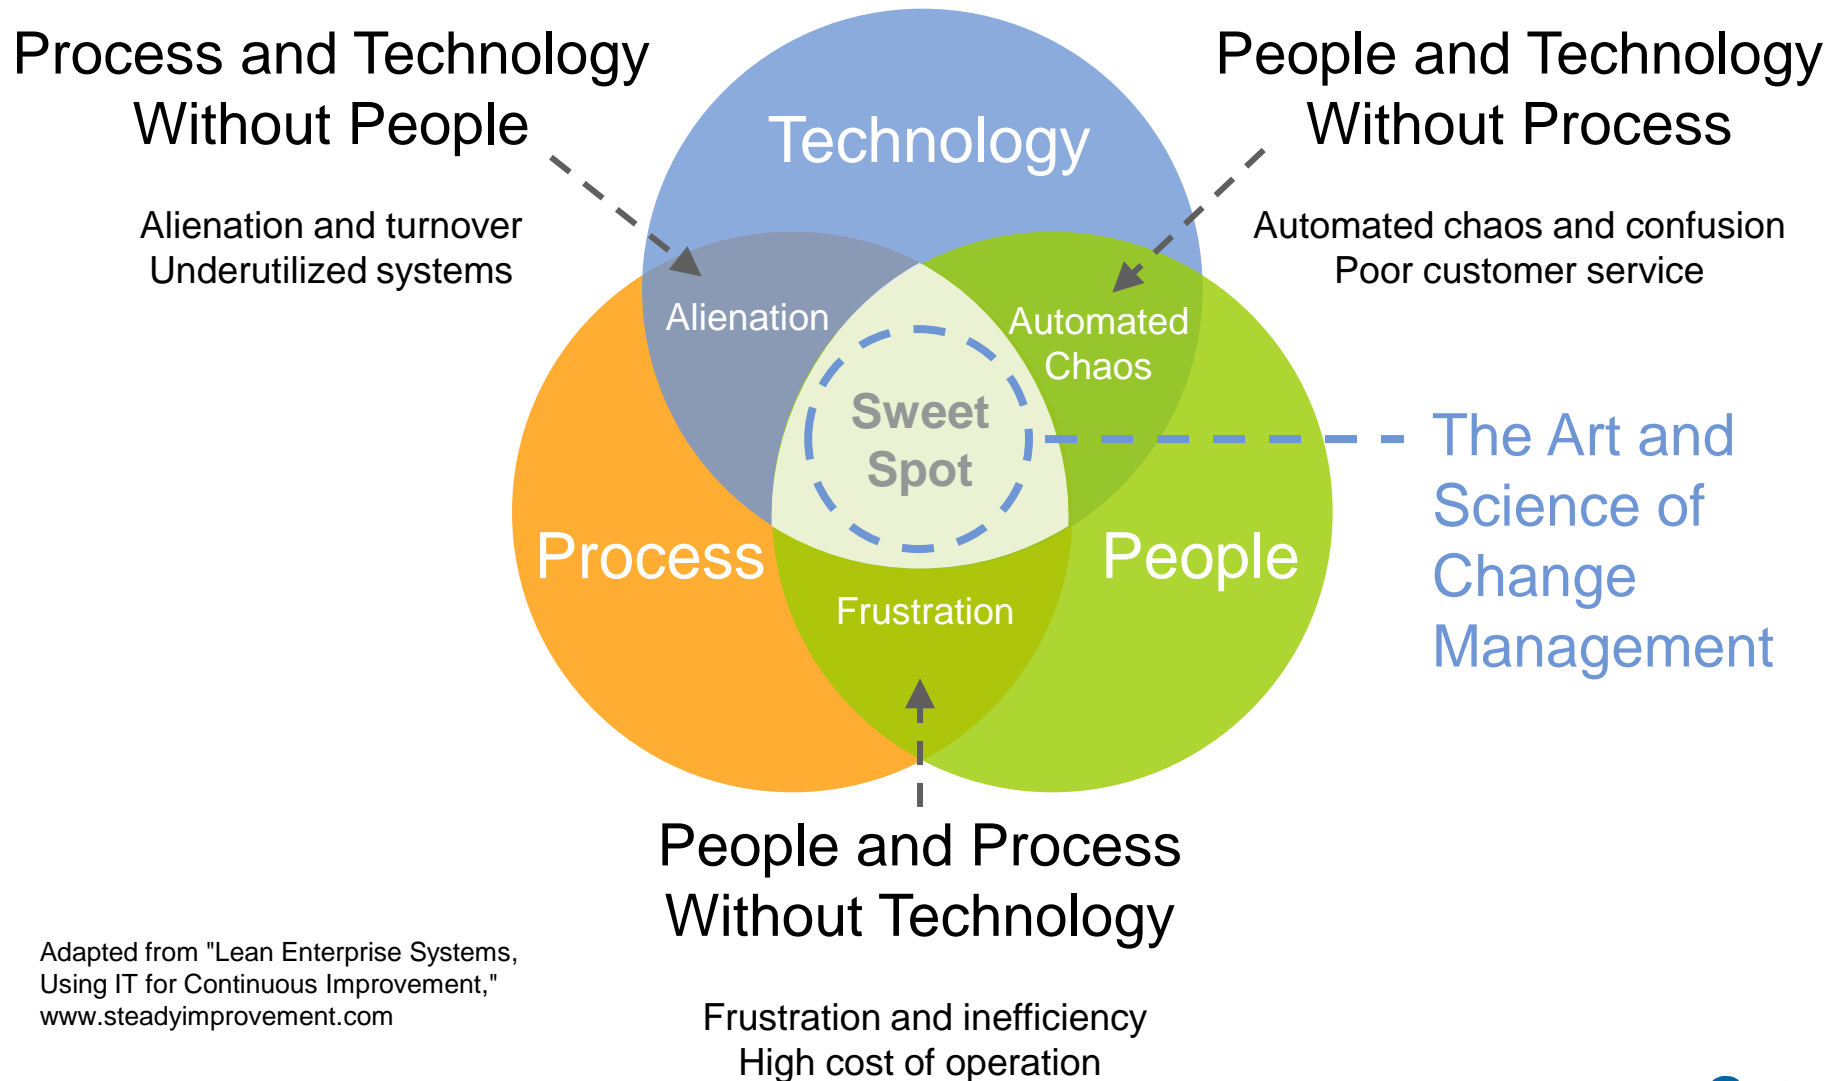 Process and Technology
Without People
Alienation and turnover
Underutilized systems
Technology
People and Technology
Without Process
Automated chaos and confusion
Poor customer service
Alienation
Automated
Chaos
Sweet
Spot
The Art and
Science of
Change
Management
Process
People
Frustration
People and Process
Without Technology
Frustration and inefficiency
High cost of operation
Adapted from "Lean Enterprise Systems,
Using IT for Continuous Improvement,"
www.steadyimprovement.com